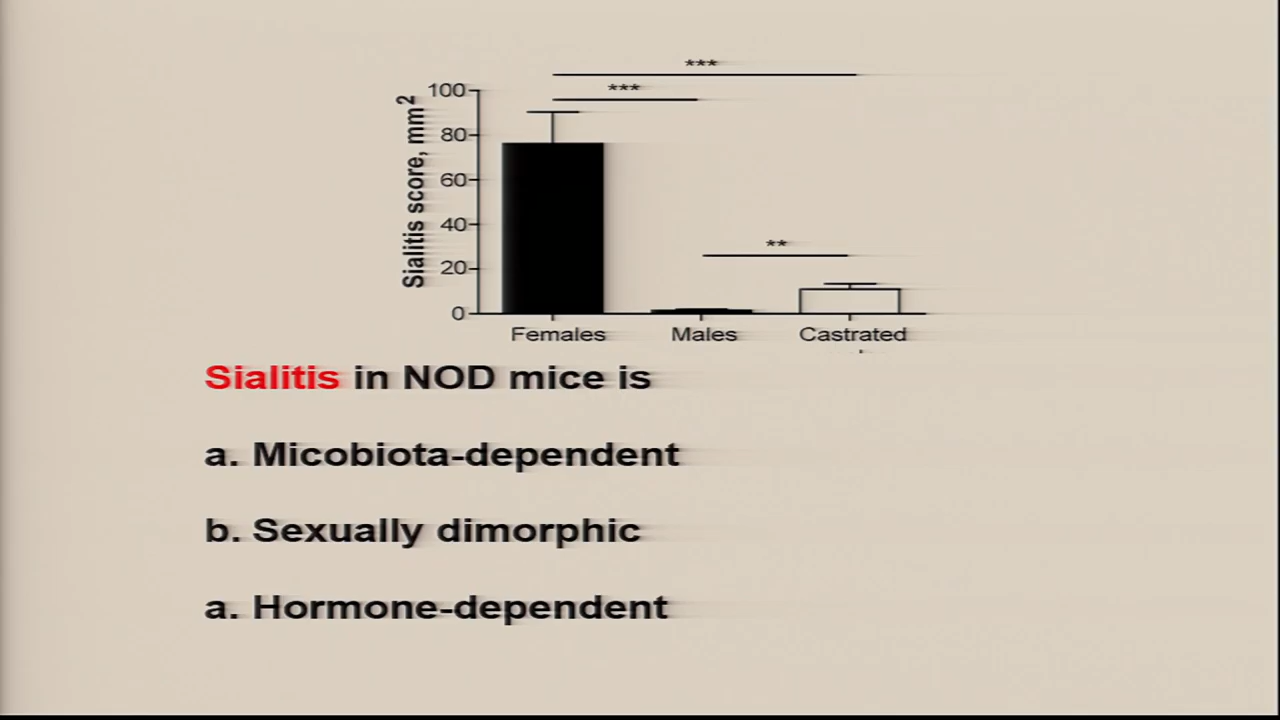 ***
***
100
80
60
40
20
0
Sialitis score, mm2
**
Females Males Castrated
Sialitis in NOD mice is
a. Micobiota-dependent
b. Sexually dimorphic
a. Hormone-dependent